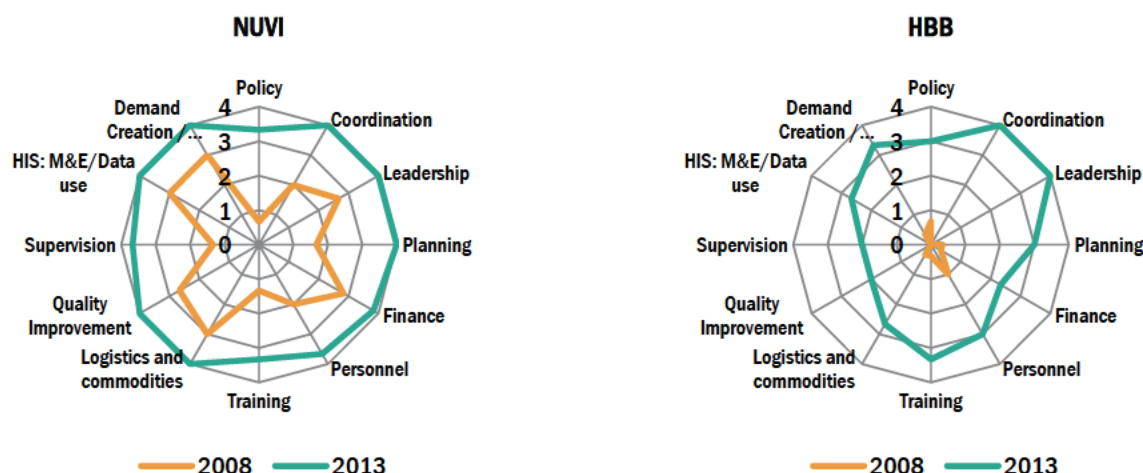 NUVI
Policy
Coordination
Leadership
Planning
Finance
Personnel
Training
Logistics and
commodities
Quality
Improvement
Supervision
HIS: M&E/Data
use
Demand
Creation /...
4
3
2
1
0
2008 2013
HBB
Policy
Coordination
Leadership
Planning
Finance
Personnel
Training
Logistics and
commodities
Quality
Improvement
Supervision
HIS: M&E/Data
use
Demand
Creation /...
4
3
2
1
0
2008 2013